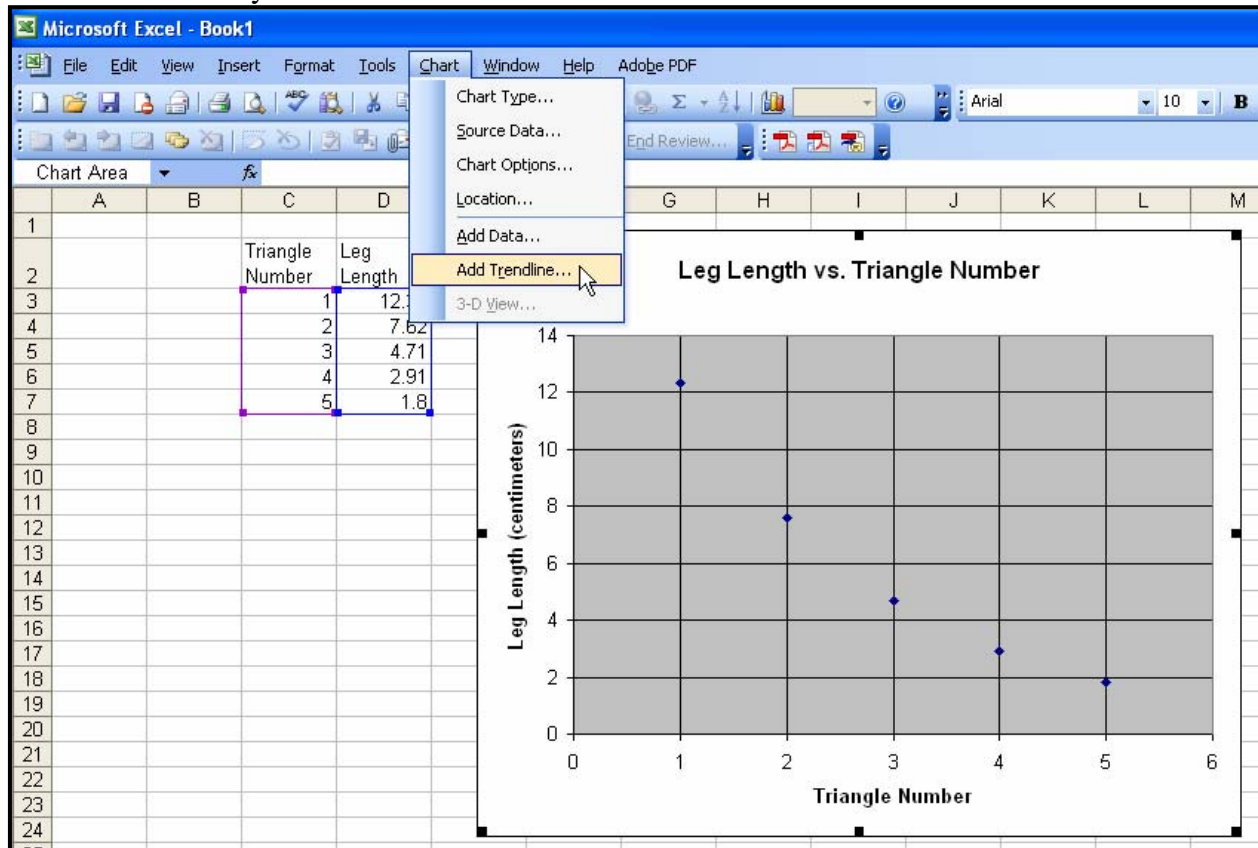 Microsoft Excel - Book1
File Edit View Insert Format Tools Chart Window Help Adobe PDF
Chart Type...
Source Data...
Chart Options...
Location...
Add Data...
Add Trendline...
3-D View...
Arial 10 B
End Review...
Chart Area fx
A B C D G H I J K L M
1
2 Triangle Number Leg Length
3 1 12.
4 2 7.62
5 3 4.71
6 4 2.91
7 5 1.8
8
9
10
11
12
13
14
15
16
17
18
19
20
21
22
23
24
Leg Length vs. Triangle Number
Leg Length (centimeters)
14
12
10
8
6
4
2
0
0 1 2 3 4 5 6
Triangle Number